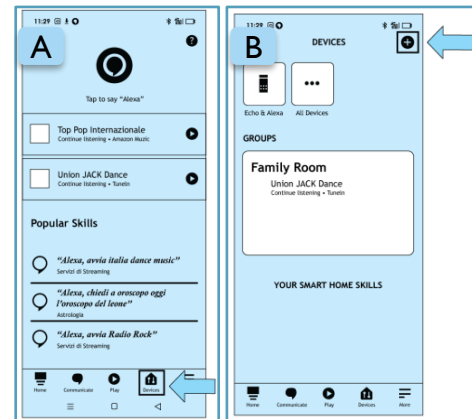 A
11:29
Tap to say “Alexa”
Top Pop Internazionale
Continue listening • Amazon Music
Union JACK Dance
Continue listening • TuneIn
Popular Skills
“Alexa, avvia italia dance music”
Servizi di Streaming
“Alexa, chiedi a oroscopo oggi
l’oroscopo del leone”
Astrologia
“Alexa, avvia Radio Rock”
Servizi di Streaming
Home Communicate Play Devices
B
11:29
DEVICES
Echo & Alexa All Devices
GROUPS
Family Room
Union JACK Dance
Continue listening • TuneIn
YOUR SMART HOME SKILLS
Home Communicate Play Devices More